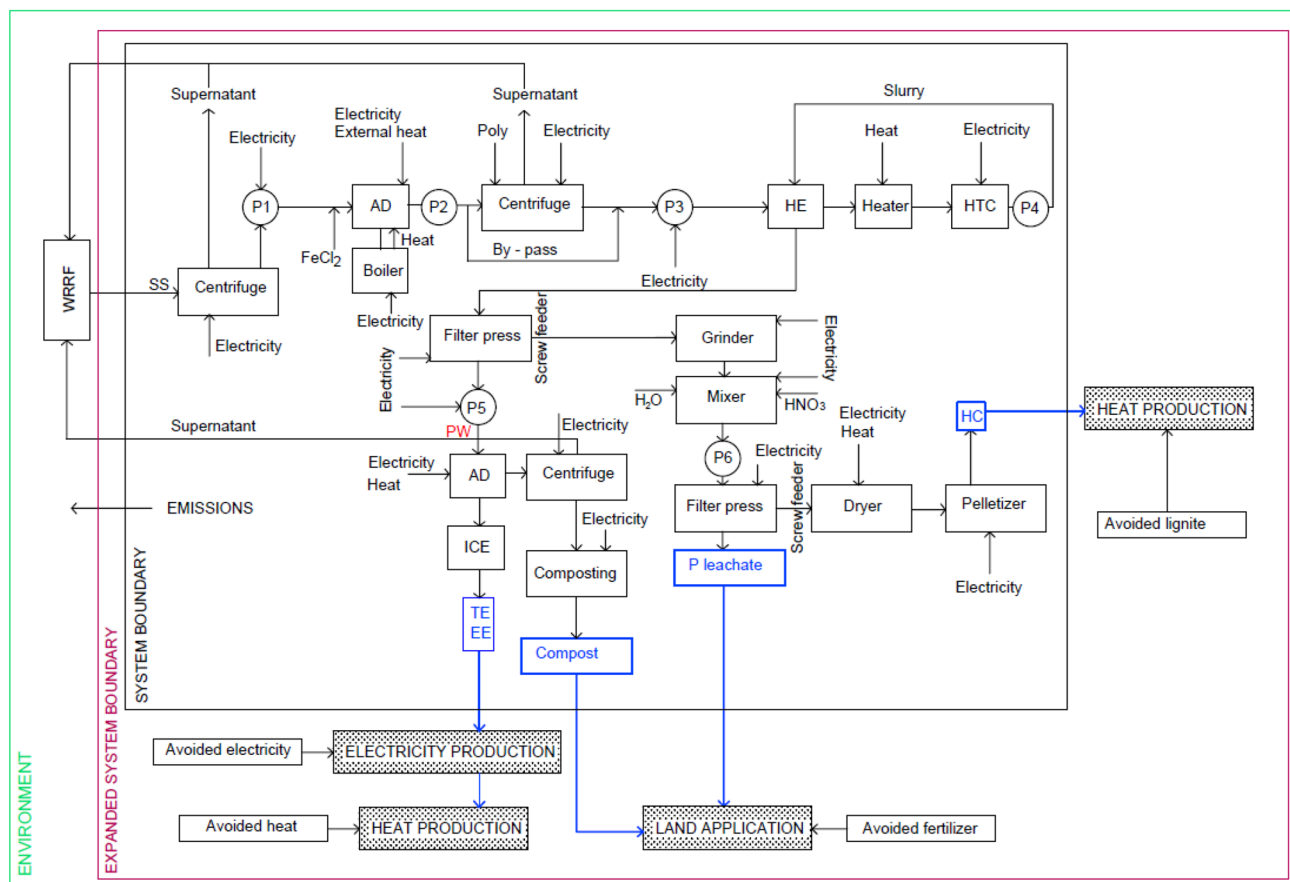 Supernatant
Supernatant
Slurry
Electricity
External heat
Electricity
Poly
Electricity
Heat
Electricity
P1
AD
P2
Centrifuge
P3
HE
Heater
HTC
P4
FeCl2
Heat
By - pass
WRRF
SS
Centrifuge
Boiler
Electricity
Electricity
Electricity
Filter press
Screw feeder
Grinder
Electricity
Electricity
H2O
Mixer
HNO3
P5
PW
Supernatant
Electricity
Electricity
Heat
HC
HEAT PRODUCTION
Electricity
Heat
AD
Centrifuge
P6
Electricity
Filter press
Screw feeder
Dryer
Pelletizer
Avoided lignite
EMISSIONS
Electricity
ICE
Composting
P leachate
Electricity
TE
EE
Compost
SYSTEM BOUNDARY
Avoided electricity
ELECTRICITY PRODUCTION
Avoided heat
HEAT PRODUCTION
LAND APPLICATION
Avoided fertilizer
EXPANDED SYSTEM BOUNDARY
ENVIRONMENT